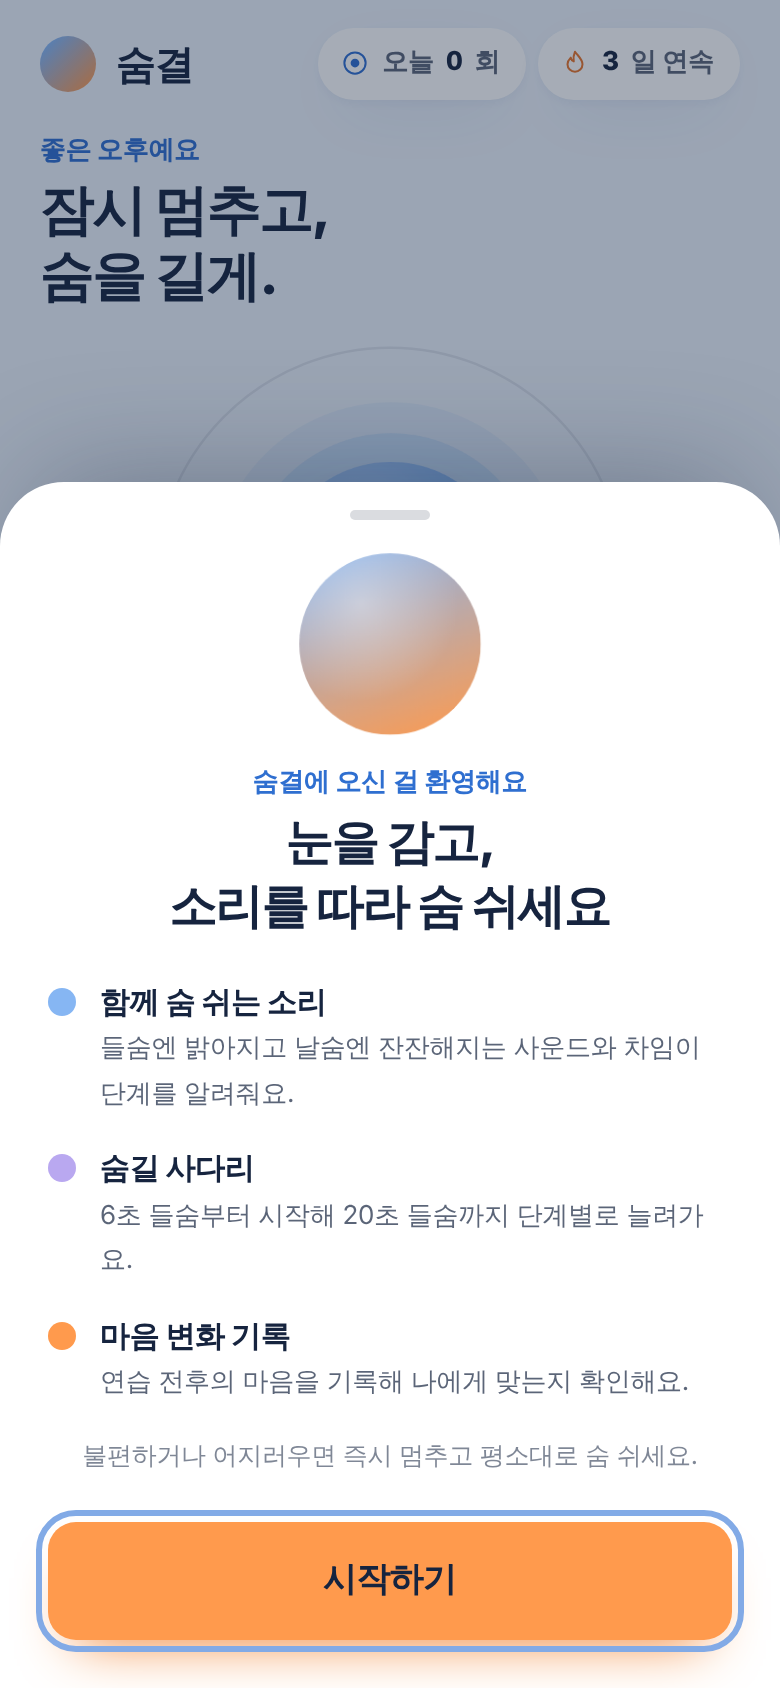 숨결
오늘 0 회
3 일 연속
좋은 오후예요
잠시 멈추고,
숨을 길게.
숨결에 오신 걸 환영해요
눈을 감고,
소리를 따라 숨 쉬세요
함께 숨 쉬는 소리
들숨엔 밝아지고 날숨엔 잔잔해지는 사운드와 차임이
단계를 알려줘요.
숨길 사다리
6초 들숨부터 시작해 20초 들숨까지 단계별로 늘려가
요.
마음 변화 기록
연습 전후의 마음을 기록해 나에게 맞는지 확인해요.
불편하거나 어지러우면 즉시 멈추고 평소대로 숨 쉬세요.
시작하기